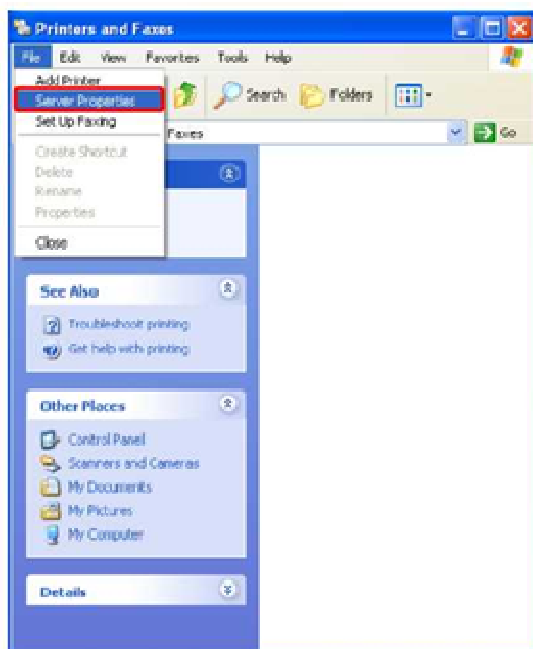 Printers and Faxes
File Edit View Favorites Tools Help
Add Printer
Server Properties
Set Up Faxing
Create Shortcut
Delete
Rename
Properties
Close
Search Folders
Faxes
Go
See Also
Troubleshoot printing
Get help with printing
Other Places
Control Panel
Scanners and Cameras
My Documents
My Pictures
My Computer
Details